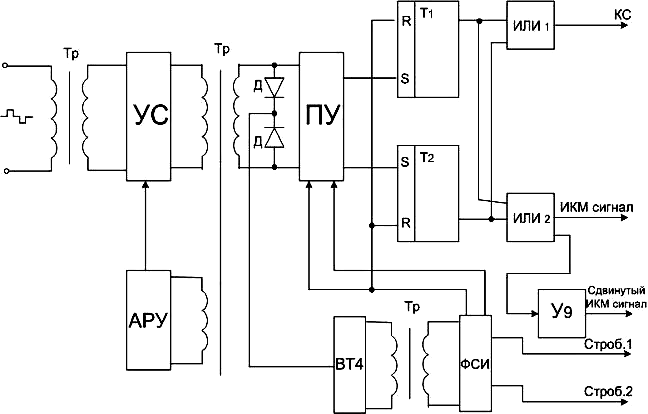 Тр
УС
АРУ
Тр
Д
Д
ПУ
R
T1
S
S
T2
R
ИЛИ 1
КС
ИЛИ 2
ИКМ сигнал
У9
Сдвинутый
ИКМ сигнал
Тр
ВТ4
ФСИ
Строб.1
Строб.2